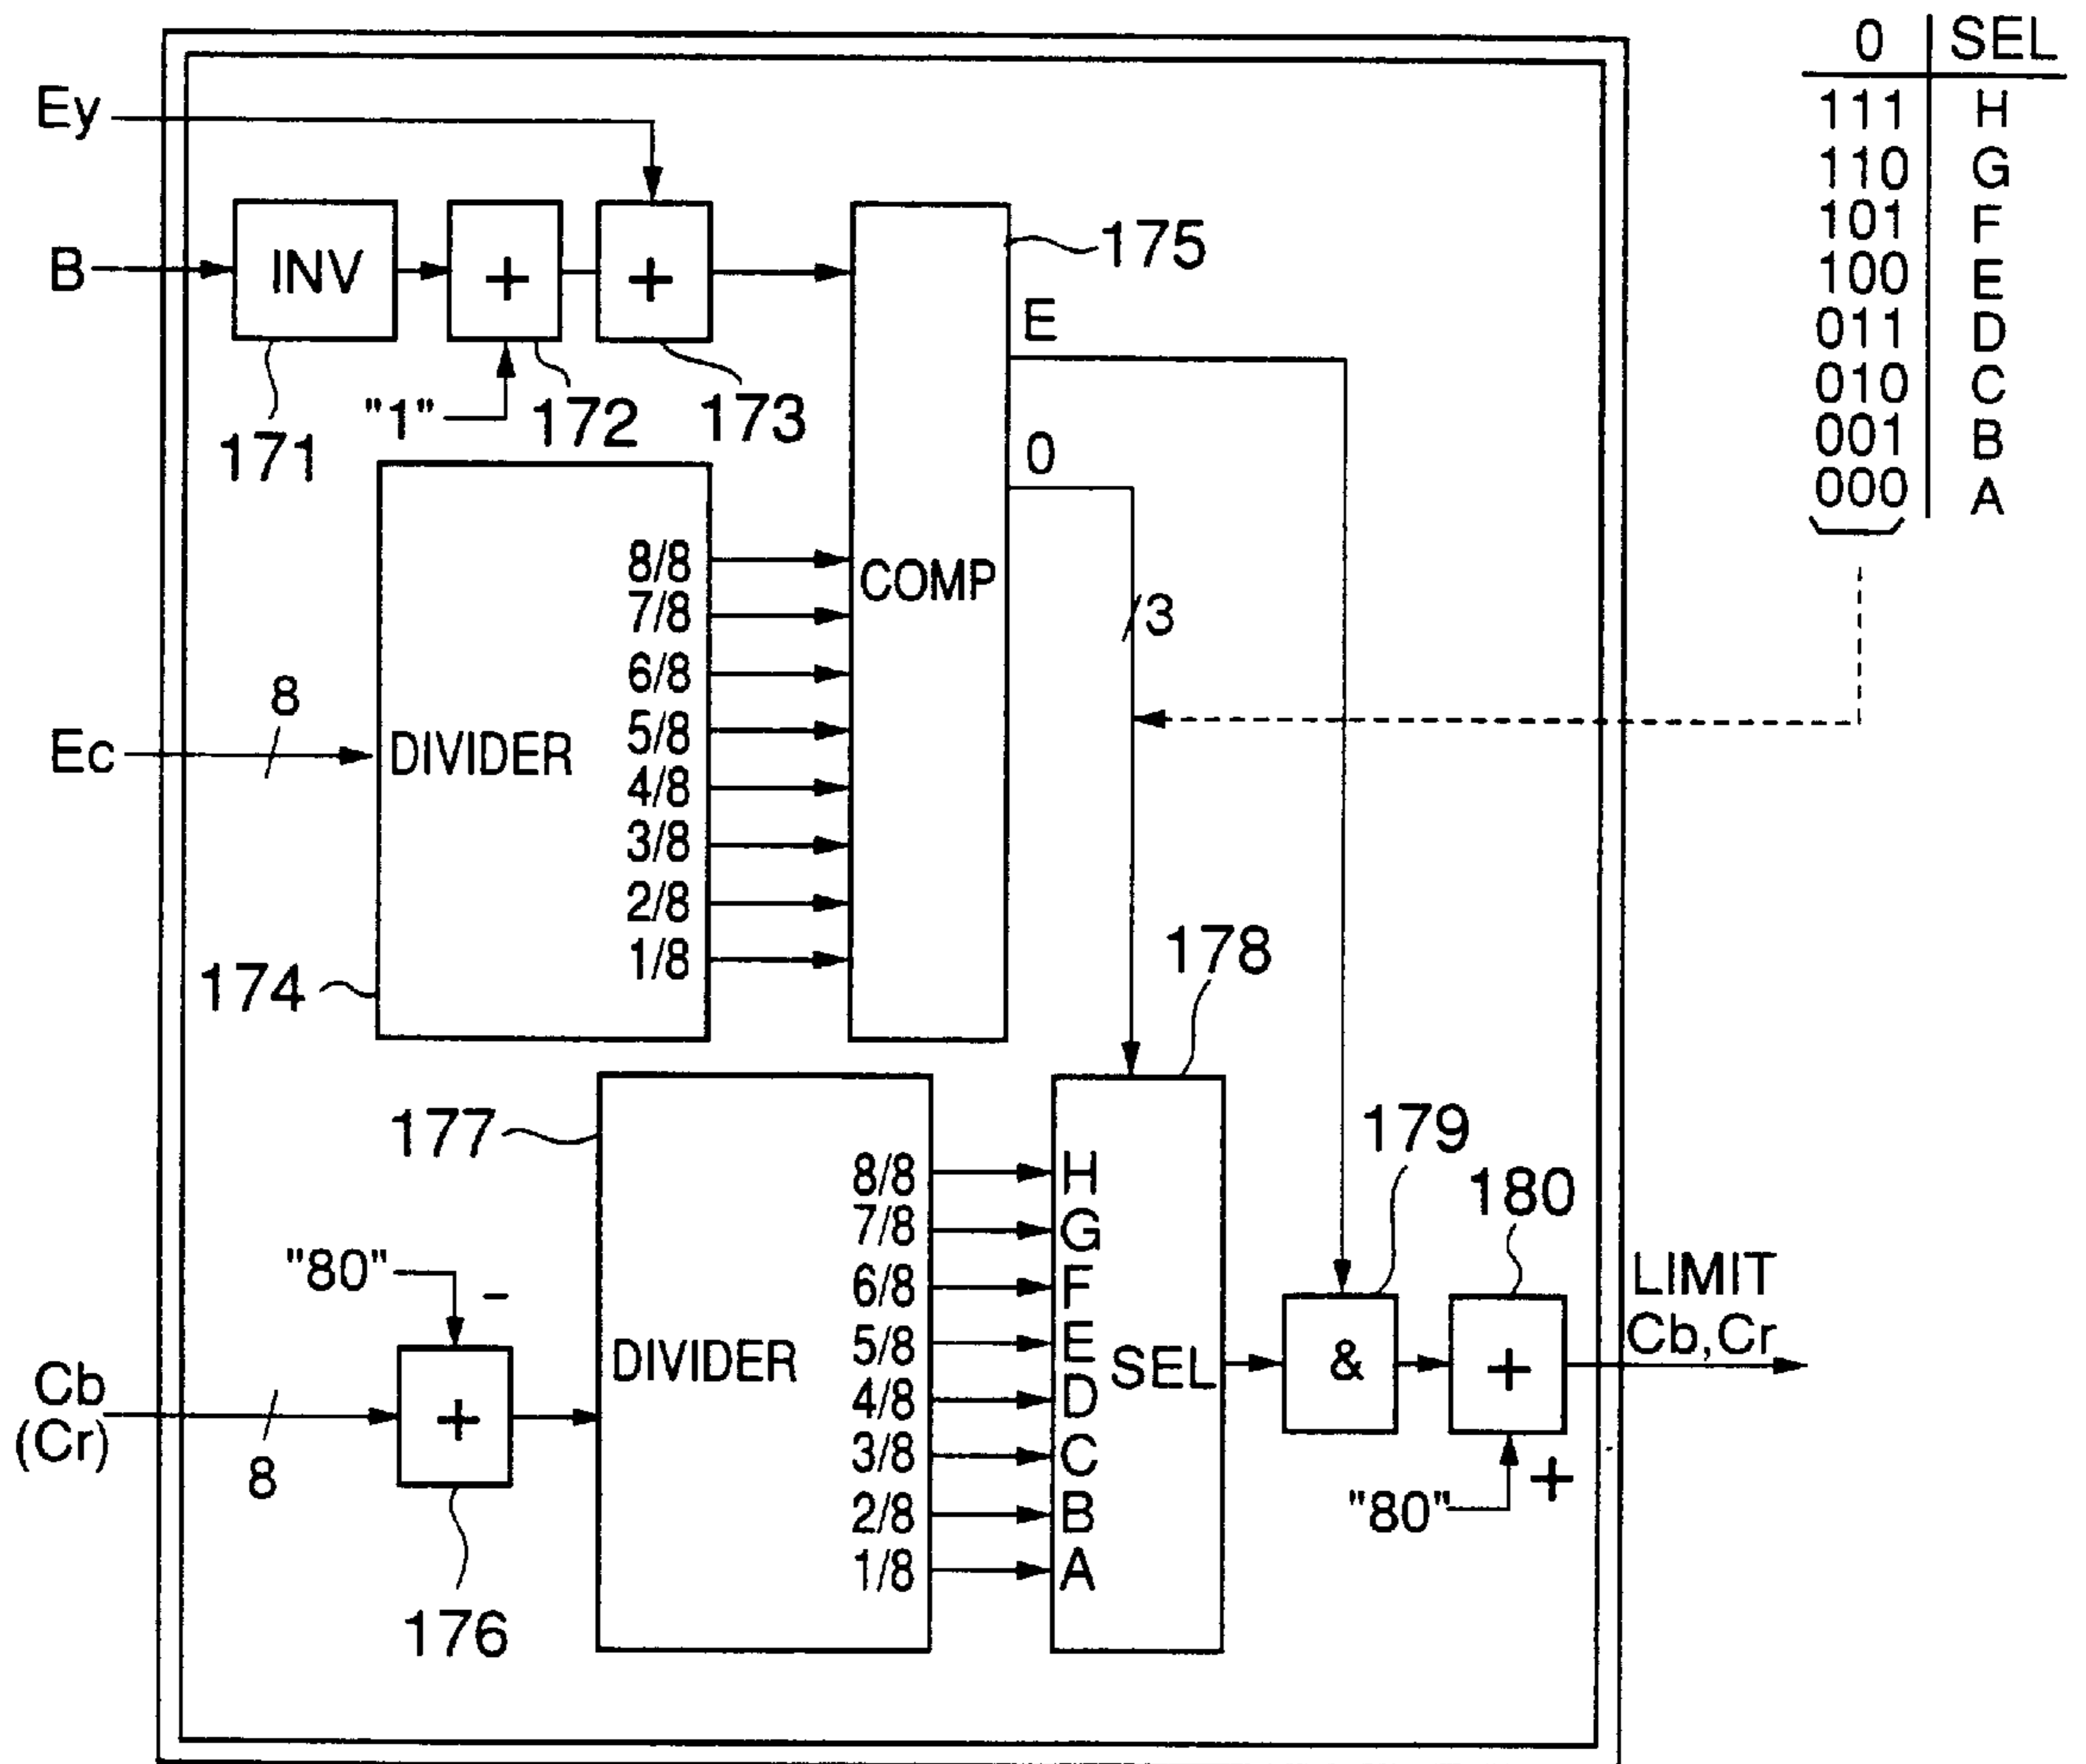 0 SEL
111 H
110 G
101 F
100 E
011 D
010 C
001 B
000 A
Ey
B
INV
+
+
"1"
171
172
173
175
E
0
COMP
/3
8/8
7/8
6/8
5/8
4/8
3/8
2/8
1/8
DIVIDER
Ec
8
174
178
177
179
180
8/8 H
7/8 G
6/8 F
5/8 E
4/8 D
3/8 C
2/8 B
1/8 A
DIVIDER
SEL
&
+
LIMIT
Cb,Cr
"80"
-
Cb
(Cr)
8
+
176
"80"
+